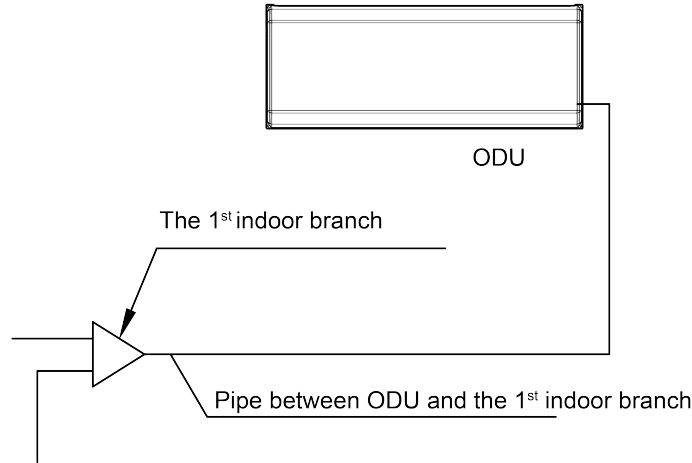 ODU
The 1st indoor branch
Pipe between ODU and the 1st indoor branch